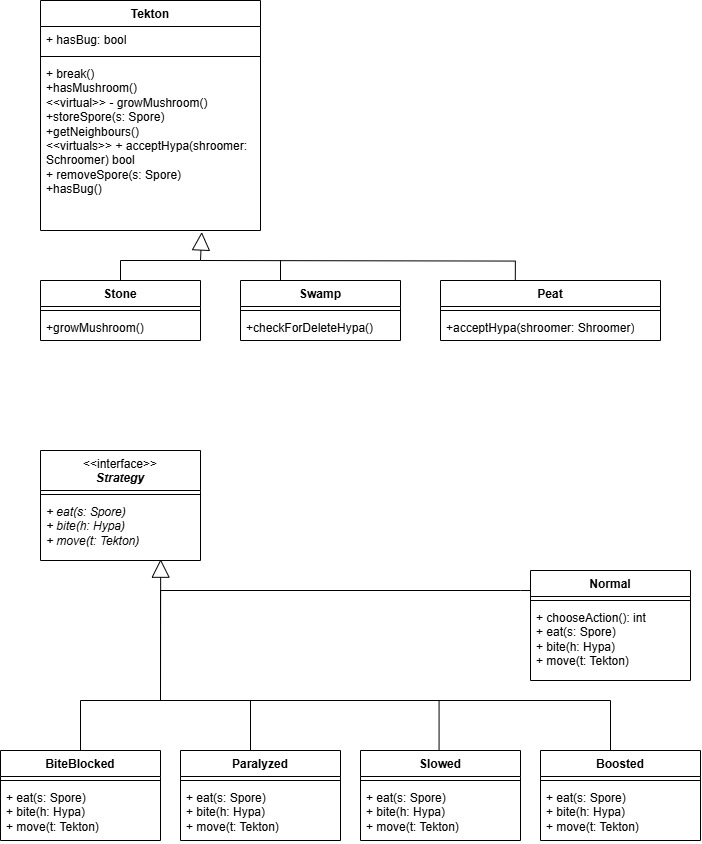 Tekton
+ hasBug: bool
+ break()
+hasMushroom()
<<virtual>> - growMushroom()
+storeSpore(s: Spore)
+getNeighbours()
<<virtuals>> + acceptHypa(shroomer:
Schroomer) bool
+ removeSpore(s: Spore)
+hasBug()
Stone
+growMushroom()
Swamp
+checkForDeleteHypa()
Peat
+acceptHypa(shroomer: Shroomer)
<<interface>>
Strategy
+ eat(s: Spore)
+ bite(h: Hypa)
+ move(t: Tekton)
Normal
+ chooseAction(): int
+ eat(s: Spore)
+ bite(h: Hypa)
+ move(t: Tekton)
BiteBlocked
+ eat(s: Spore)
+ bite(h: Hypa)
+ move(t: Tekton)
Paralyzed
+ eat(s: Spore)
+ bite(h: Hypa)
+ move(t: Tekton)
Slowed
+ eat(s: Spore)
+ bite(h: Hypa)
+ move(t: Tekton)
Boosted
+ eat(s: Spore)
+ bite(h: Hypa)
+ move(t: Tekton)